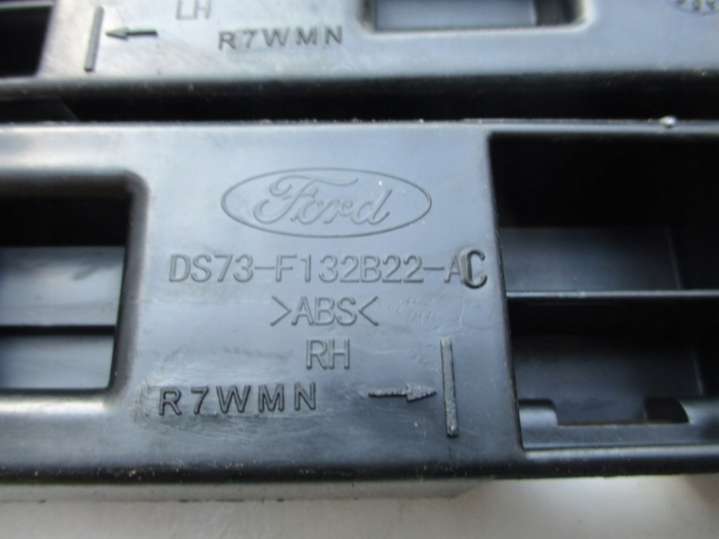 LH
R7WMN
Ford
DS73-F132B22-AC
>ABS<
RH
R7WMN